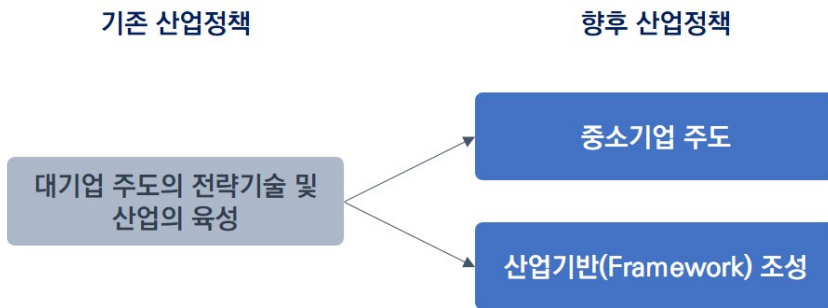 기존 산업정책
향후 산업정책
중소기업 주도
대기업 주도의 전략기술 및
산업의 육성
산업기반(Framework) 조성